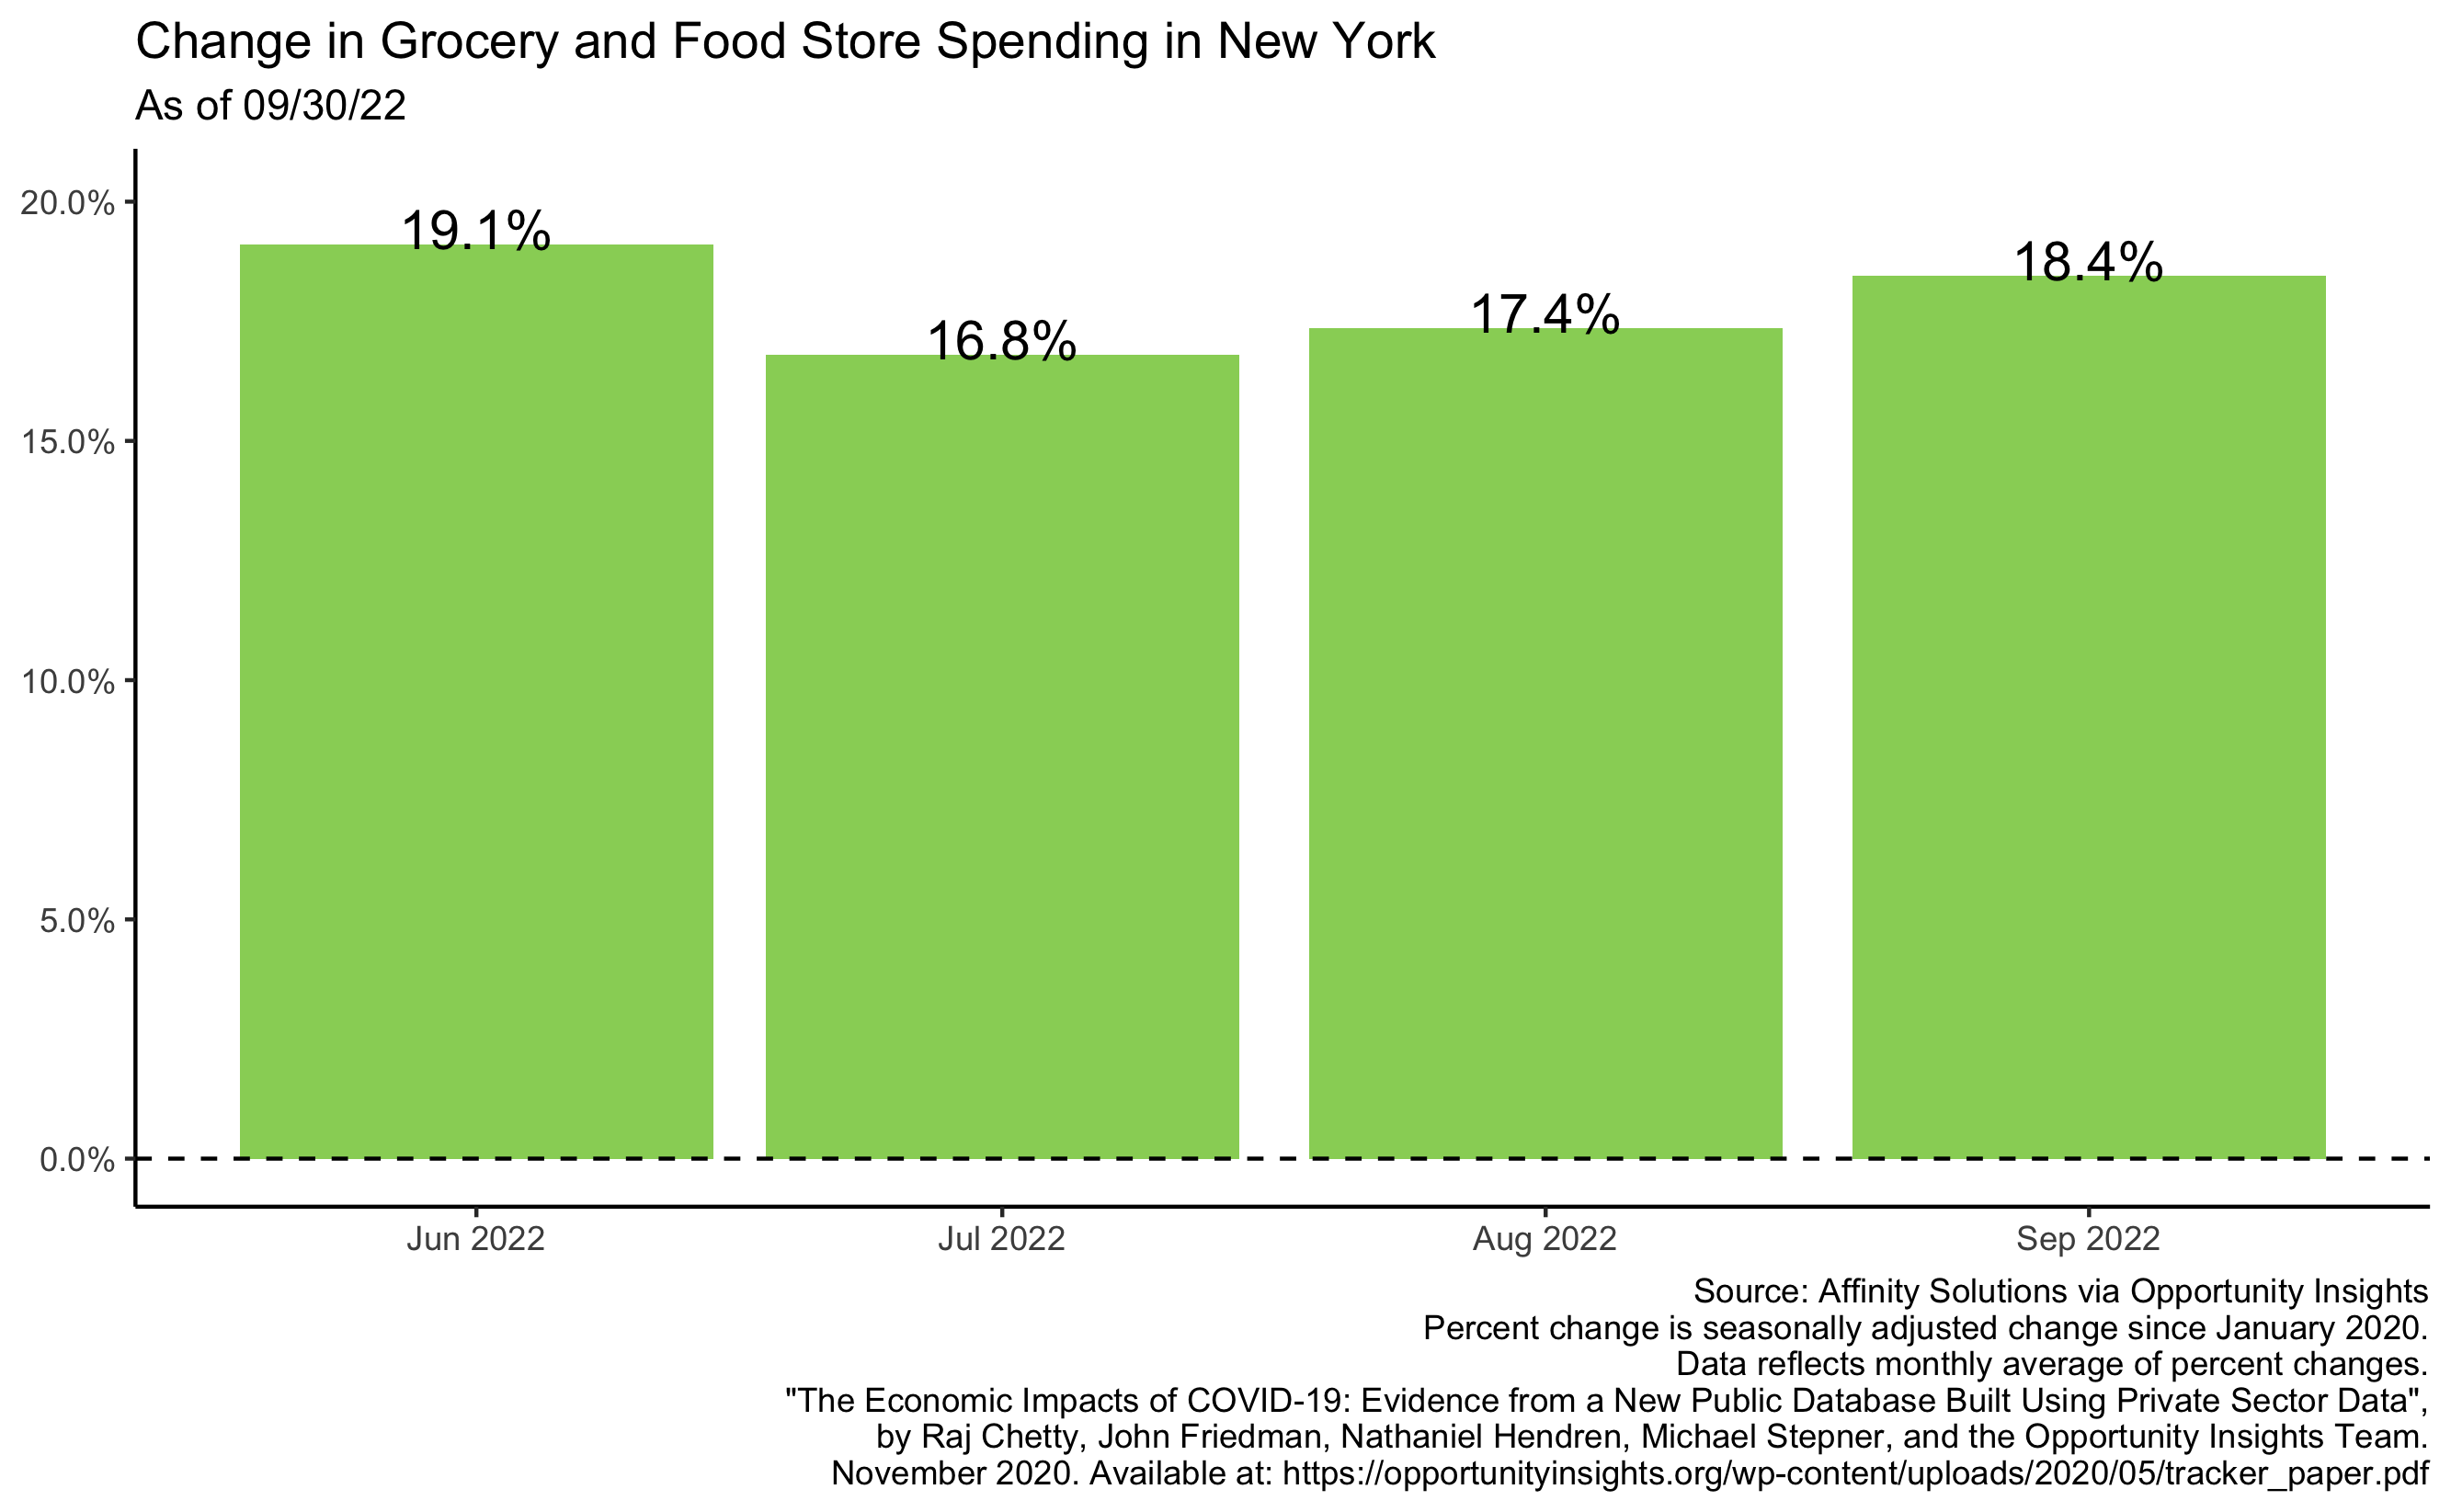 Change in Grocery and Food Store Spending in New York
As of 09/30/22
20.0%
15.0%
10.0%
5.0%
0.0%
19.1%
16.8%
17.4%
18.4%
Jun 2022
Jul 2022
Aug 2022
Sep 2022
Source: Affinity Solutions via Opportunity Insights
Percent change is seasonally adjusted change since January 2020.
Data reflects monthly average of percent changes.
"The Economic Impacts of COVID-19: Evidence from a New Public Database Built Using Private Sector Data",
by Raj Chetty, John Friedman, Nathaniel Hendren, Michael Stepner, and the Opportunity Insights Team.
November 2020. Available at: https://opportunityinsights.org/wp-content/uploads/2020/05/tracker_paper.pdf